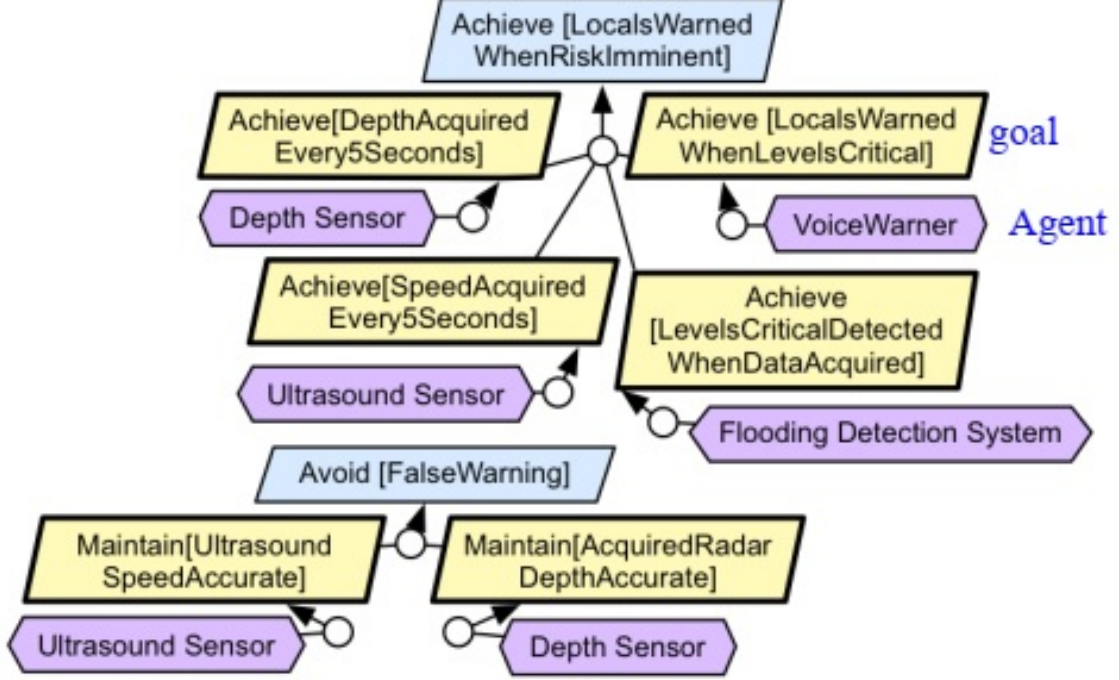 Achieve [LocalsWarned
WhenRiskImminent]
Achieve[DepthAcquired
Every5Seconds]
Achieve [LocalsWarned
WhenLevelsCritical]
goal
Depth Sensor
VoiceWarner
Agent
Achieve[SpeedAcquired
Every5Seconds]
Achieve
[LevelsCriticalDetected
WhenDataAcquired]
Ultrasound Sensor
Flooding Detection System
Avoid [FalseWarning]
Maintain[Ultrasound
SpeedAccurate]
Maintain[AcquiredRadar
DepthAccurate]
Ultrasound Sensor
Depth Sensor